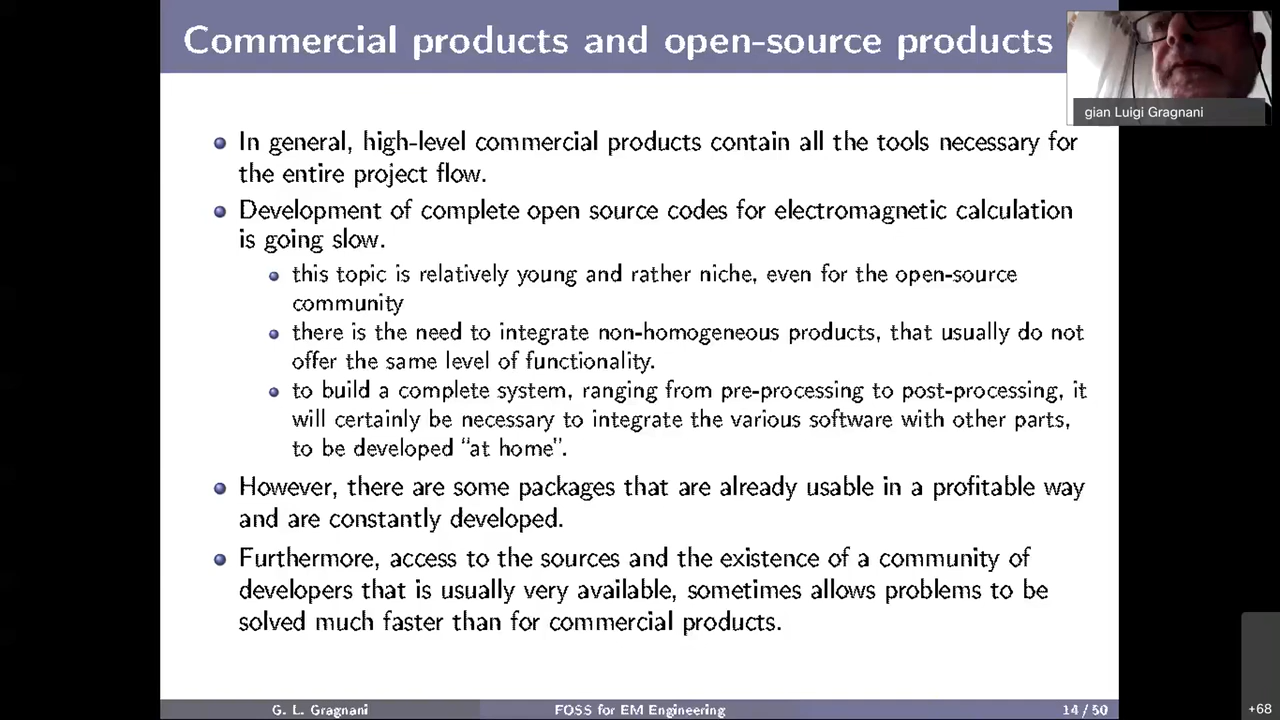 Commercial products and open-source products
gian Luigi Gragnani
In general, high-level commercial products contain all the tools necessary for
the entire project flow.
Development of complete open source codes for electromagnetic calculation
is going slow.
this topic is relatively young and rather niche, even for the open-source
community
there is the need to integrate non-homogeneous products, that usually do not
offer the same level of functionality.
to build a complete system, ranging from pre-processing to post-processing, it
will certainly be necessary to integrate the various software with other parts,
to be developed “at home”.
However, there are some packages that are already usable in a profitable way
and are constantly developed.
Furthermore, access to the sources and the existence of a community of
developers that is usually very available, sometimes allows problems to be
solved much faster than for commercial products.
G. L. Gragnani FOSS for EM Engineering 14 / 50
+68